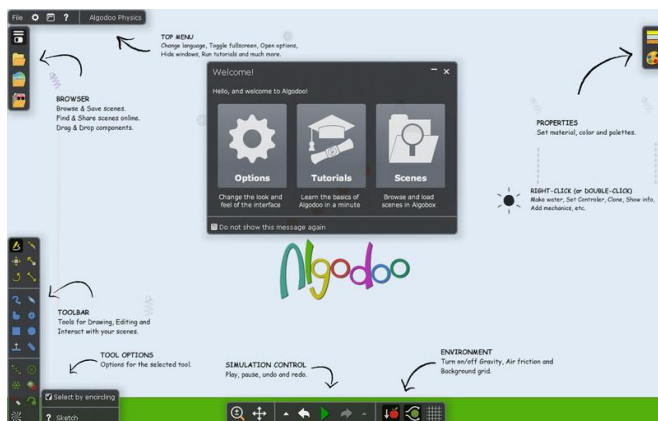 File ? Algodoo Physics
TOP MENU
Change language, Toggle fullscreen, Open options,
Hide windows, Run tutorials and much more.
Welcome!
Hello, and welcome to Algodoo!
Options
Change the look and
feel of the interface
Tutorials
Learn the basics of
Algodoo in a minute
Scenes
Browse and load
scenes in Algobox
Do not show this message again
BROWSER
Browse & Save scenes.
Find & Share scenes online.
Drag & Drop components.
PROPERTIES
Set material, color and palettes.
RIGHT-CLICK (or DOUBLE-CLICK)
Make water, Set Controler, Clone, Show info,
Add mechanics, etc.
Algodoo
TOOLBAR
Tools for Drawing, Editing and
Interact with your scenes.
TOOL OPTIONS
Options for the selected tool.
SIMULATION CONTROL
Play, pause, undo and redo.
ENVIRONMENT
Turn on/off Gravity, Air friction and
Background grid.
Select by encircling
? Sketch